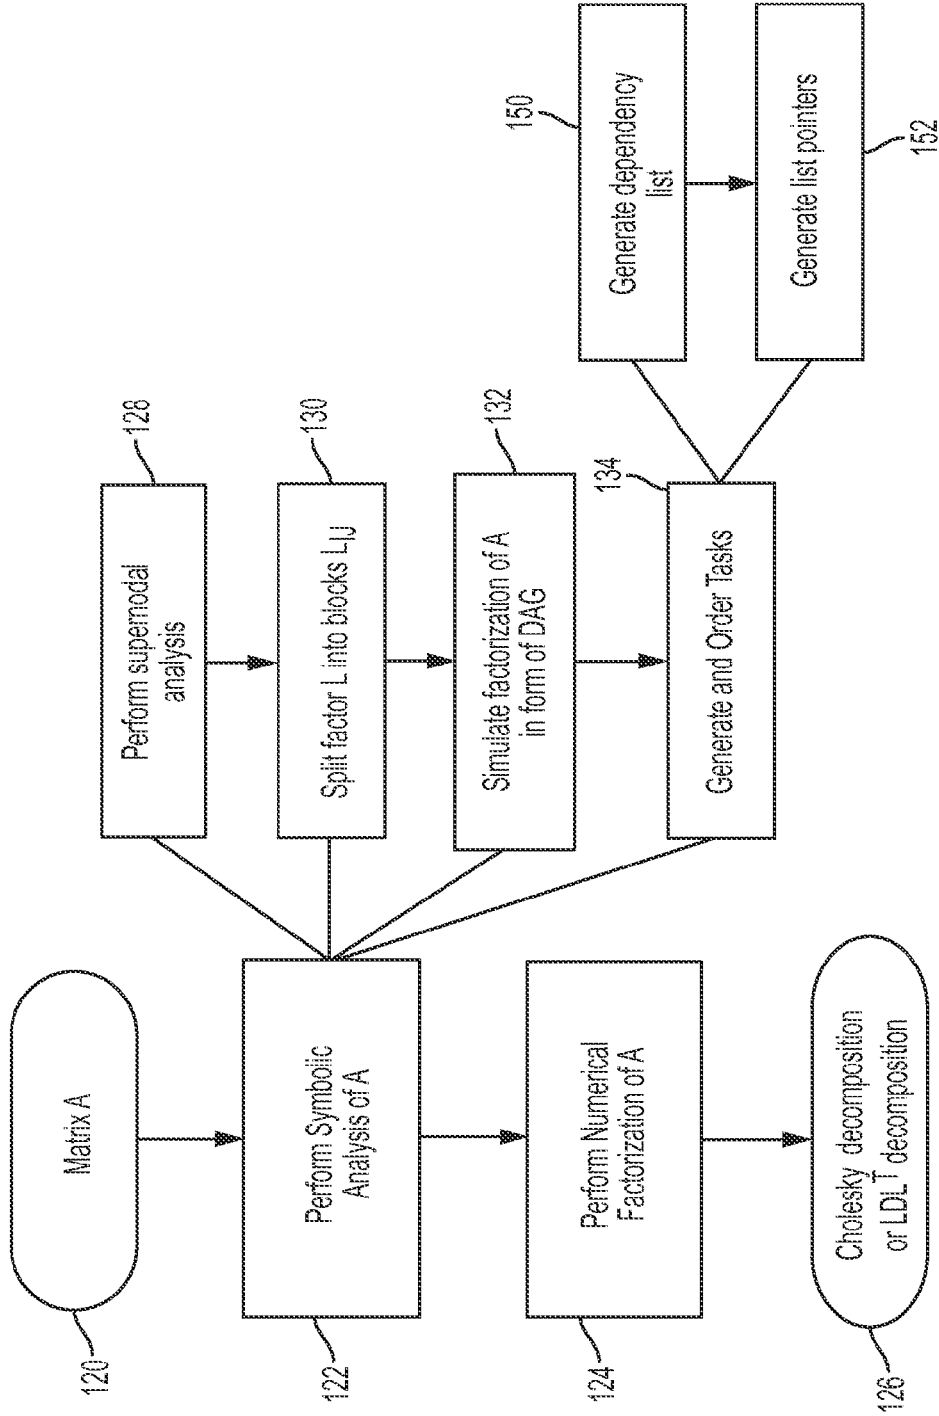 Matrix A
120
Perform Symbolic
Analysis of A
122
Perform Numerical
Factorization of A
124
Cholesky decomposition
or LDL^T decomposition
126
Perform supernodal
analysis
128
Split factor L into blocks L_IJ
130
Simulate factorization of A
in form of DAG
132
Generate and Order Tasks
134
Generate dependency
list
150
Generate list pointers
152